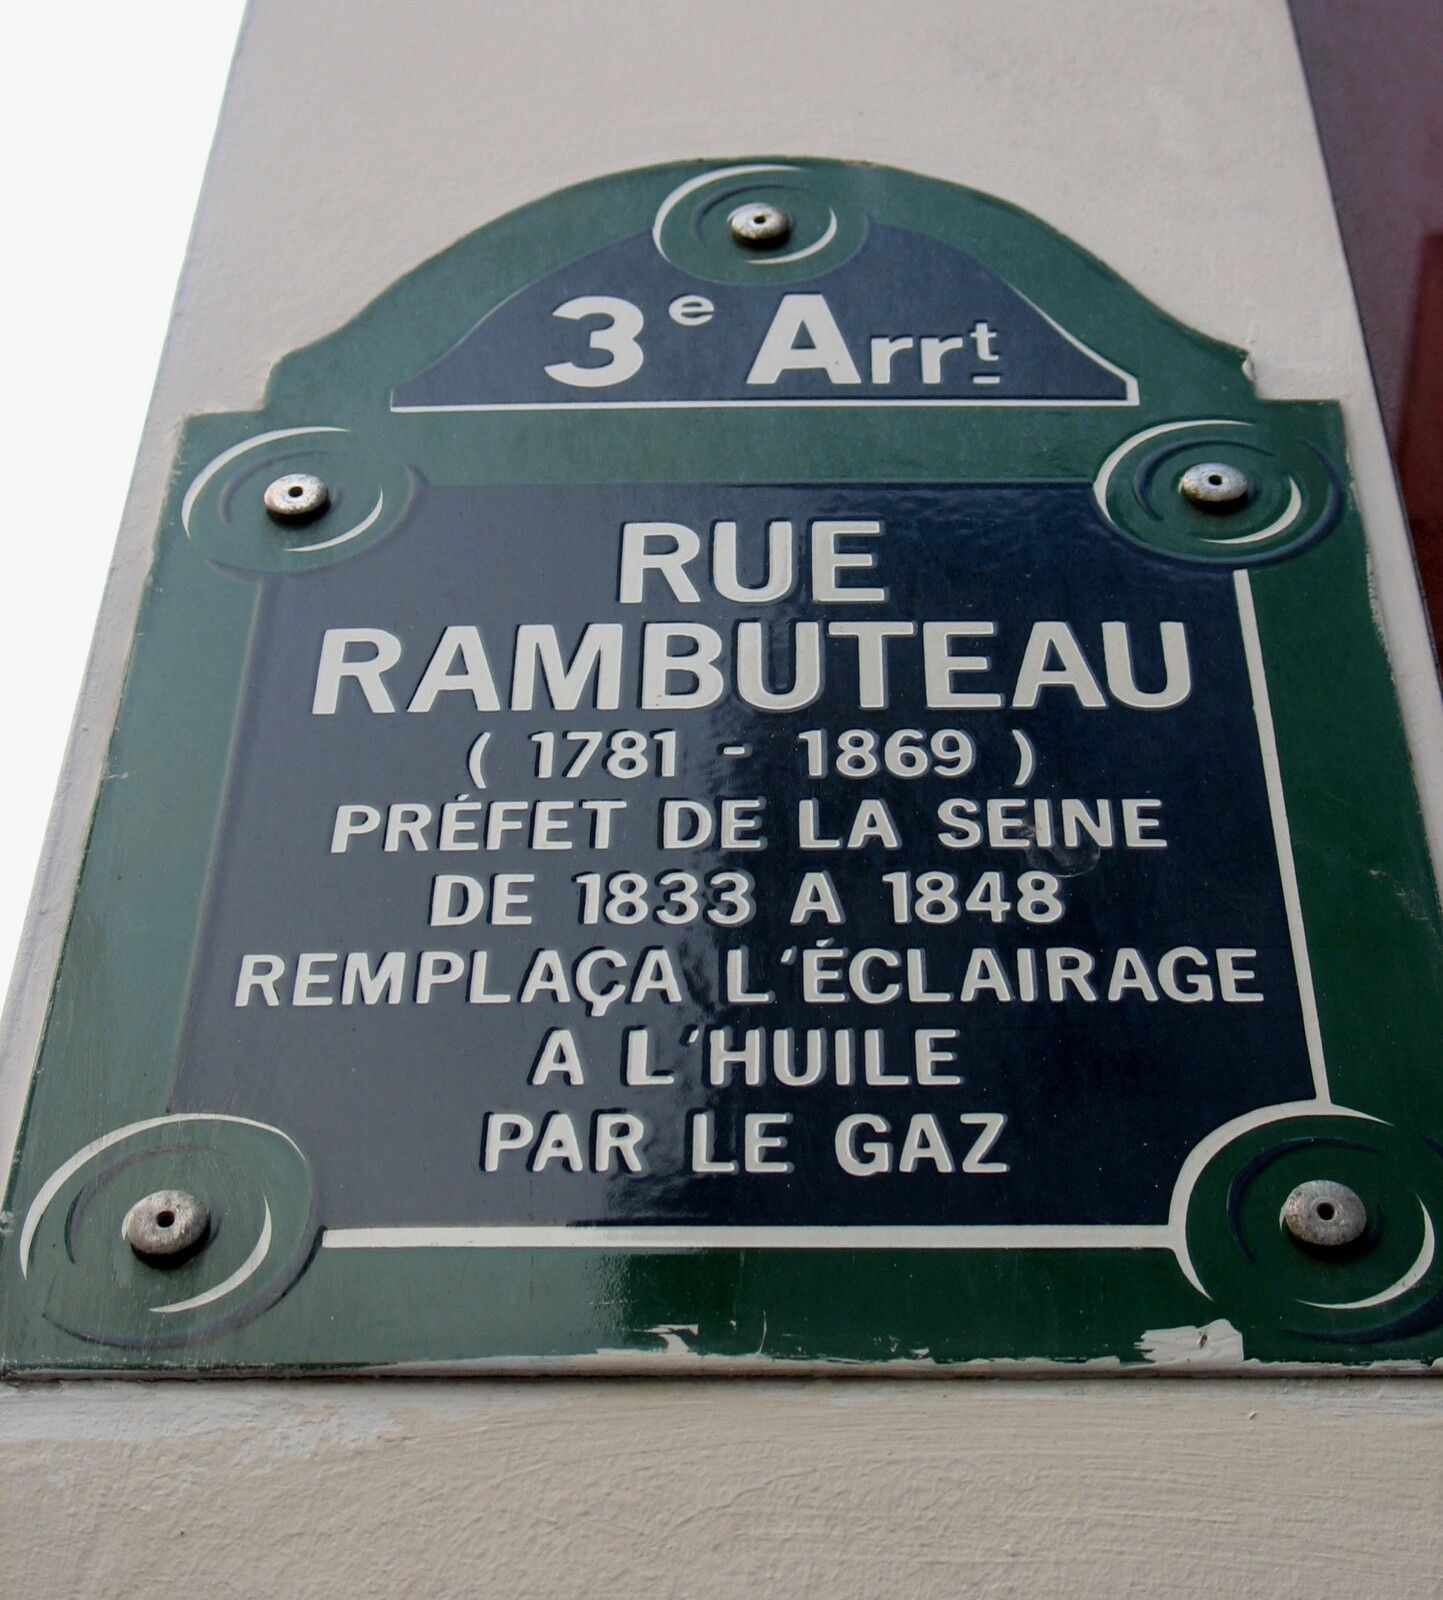 3e Arrt
RUE
RAMBUTEAU
( 1781 - 1869 )
PRÉFET DE LA SEINE
DE 1833 A 1848
REMPLAÇA L'ÉCLAIRAGE
A L'HUILE
PAR LE GAZ